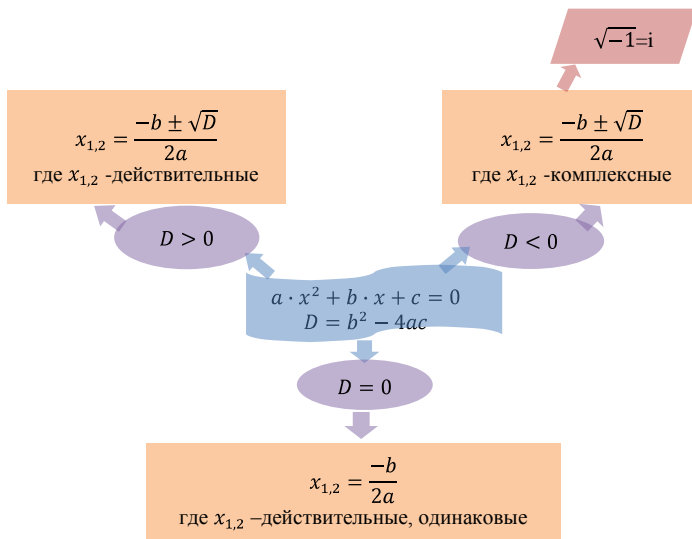 √−1=i
x₁,₂ = (−b ± √D)/(2a)
где x₁,₂ -действительные
x₁,₂ = (−b ± √D)/(2a)
где x₁,₂ -комплексные
D > 0
D < 0
a · x² + b · x + c = 0
D = b² − 4ac
D = 0
x₁,₂ = −b/(2a)
где x₁,₂ –действительные, одинаковые